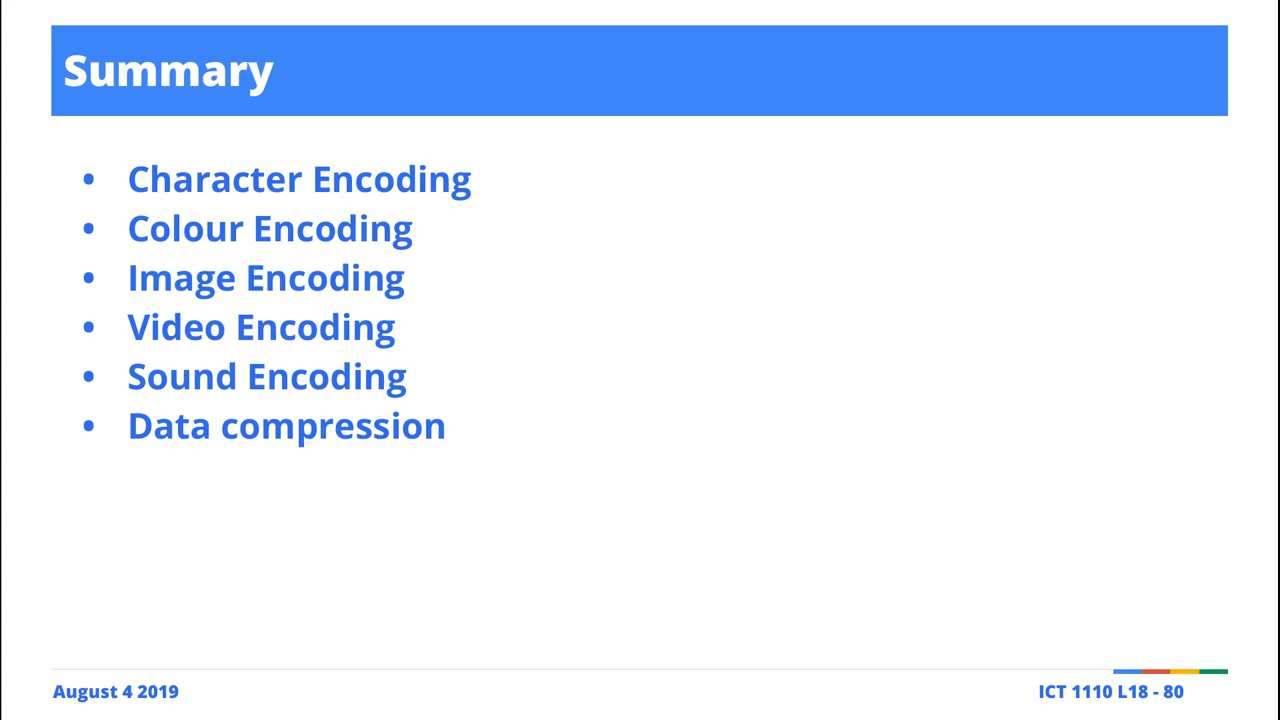 Summary
• Character Encoding
• Colour Encoding
• Image Encoding
• Video Encoding
• Sound Encoding
• Data compression
August 4 2019
ICT 1110 L18 - 80